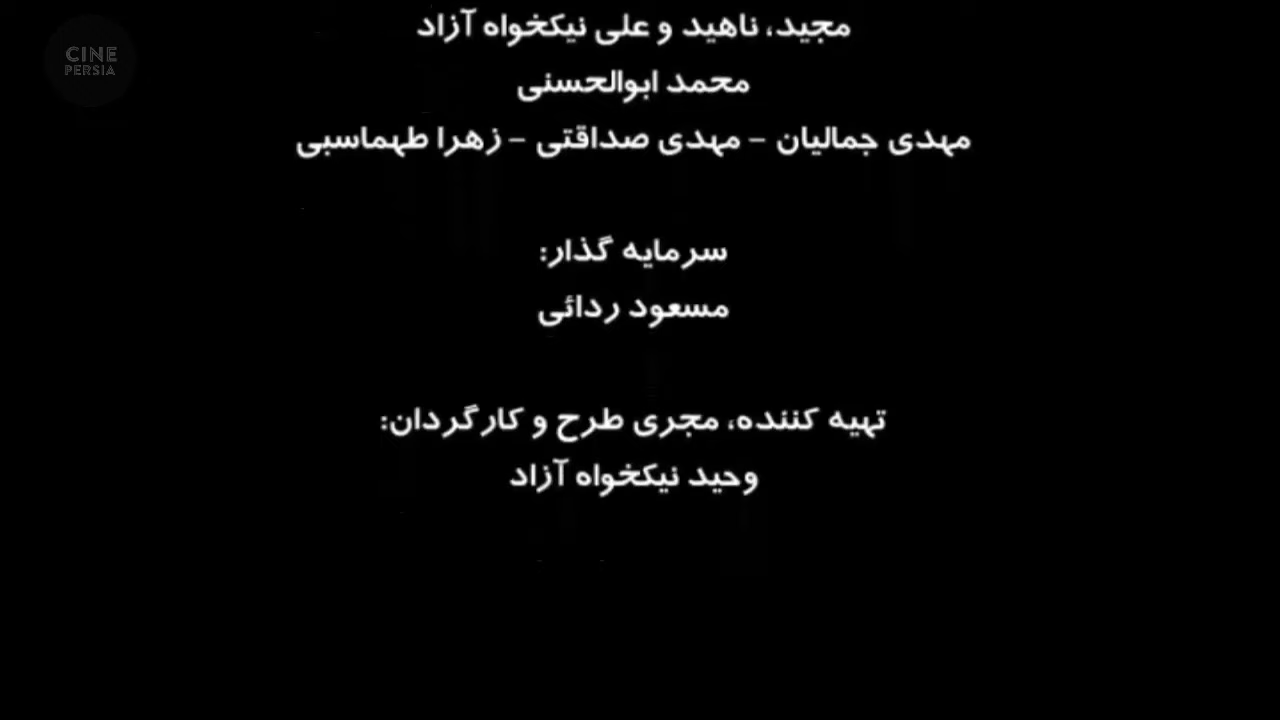 CINE
PERSIA
مجید، ناهید و علی نیکخواه آزاد
محمد ابوالحسنی
مهدی جمالیان – مهدی صداقتی – زهرا طهماسبی
سرمایه گذار:
مسعود ردائی
تهیه کننده، مجری طرح و کارگردان:
وحید نیکخواه آزاد